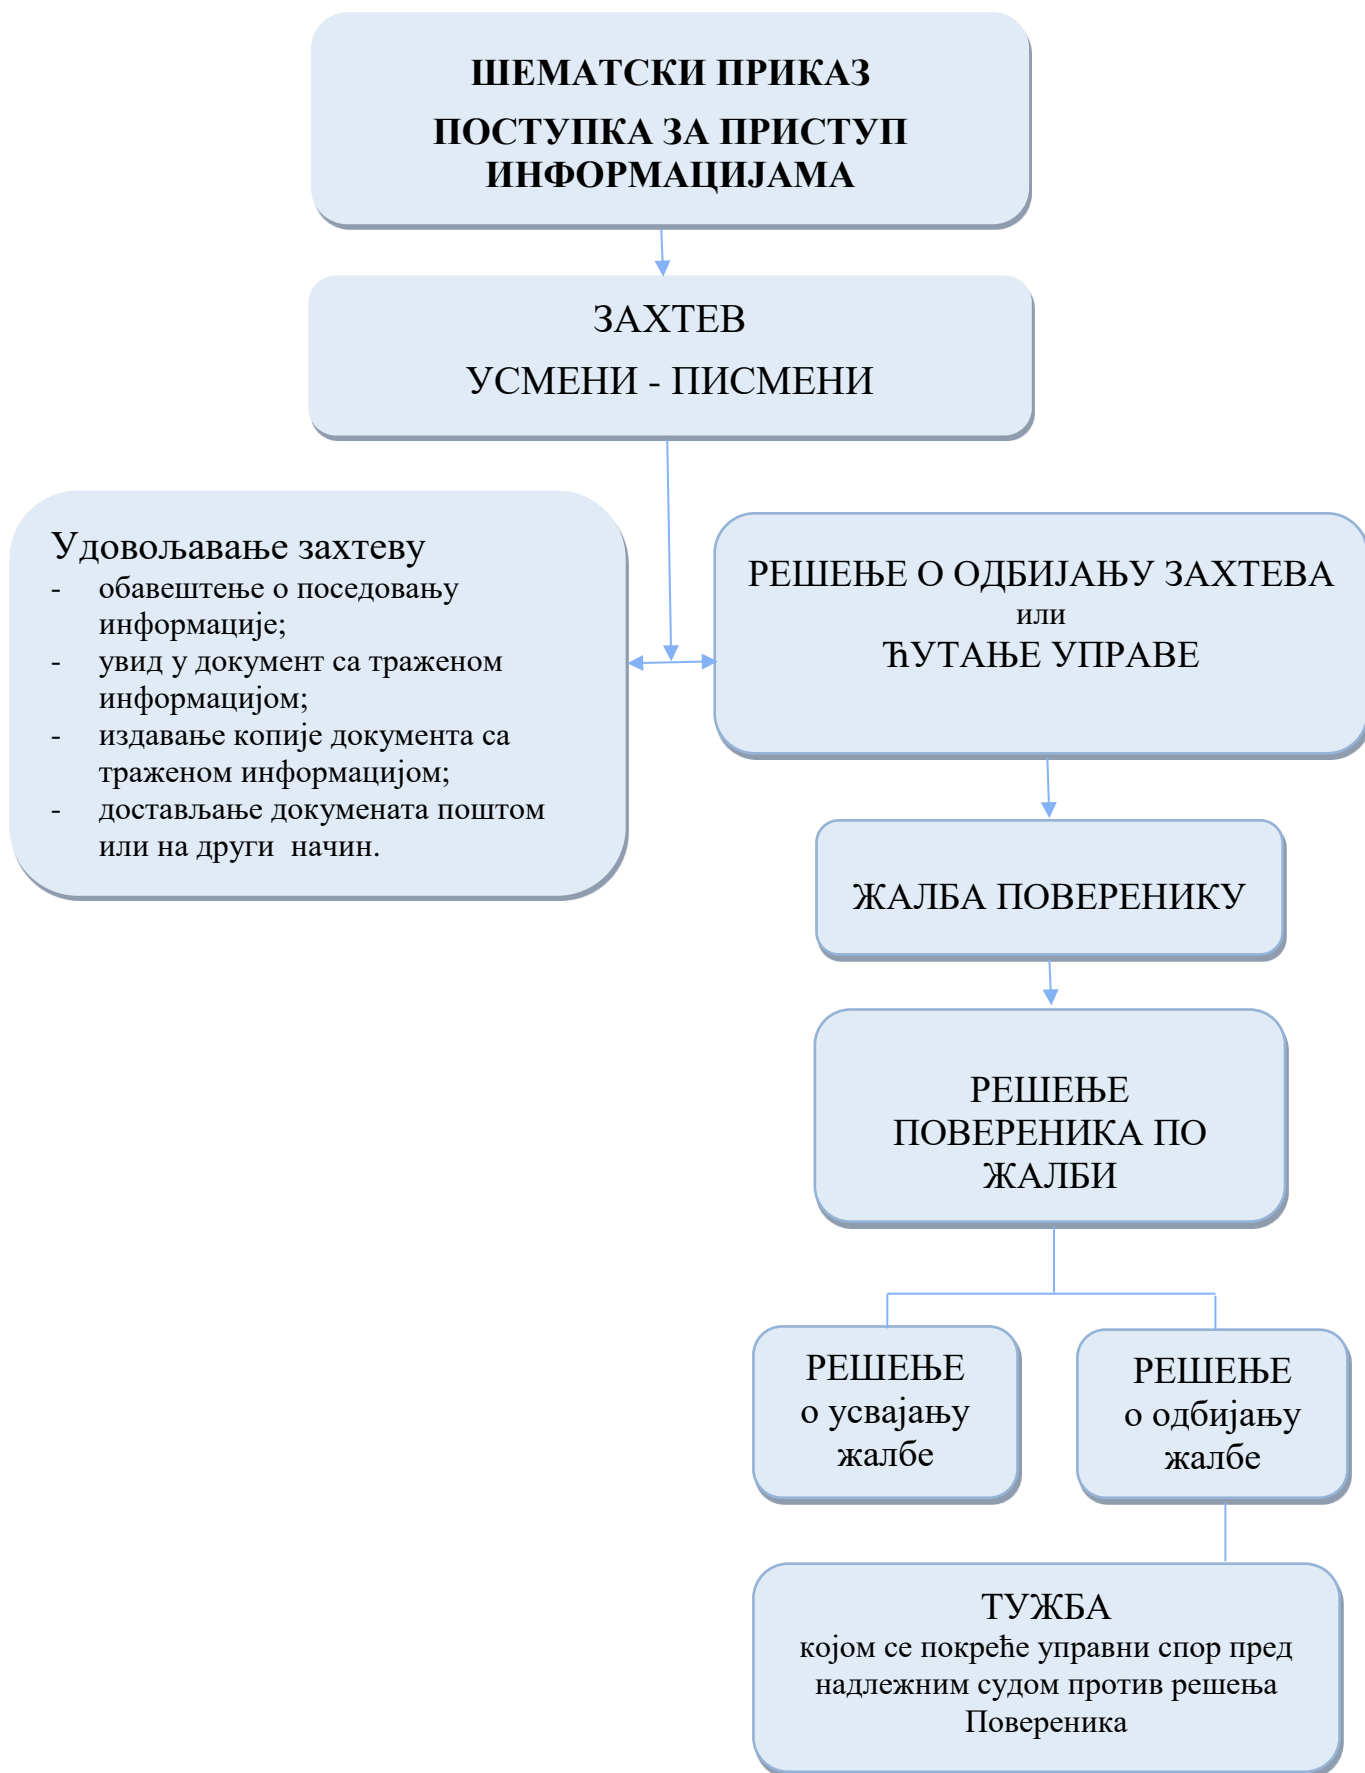 ШЕМАТСКИ ПРИКАЗ
ПОСТУПКА ЗА ПРИСТУП
ИНФОРМАЦИЈАМА
ЗАХТЕВ
УСМЕНИ - ПИСМЕНИ
Удовољавање захтеву
- обавештење о поседовању
информације;
- увид у документ са траженом
информацијом;
- издавање копије документа са
траженом информацијом;
- достављање докумената поштом
или на други  начин.
РЕШЕЊЕ О ОДБИЈАЊУ ЗАХТЕВА
или
ЋУТАЊЕ УПРАВЕ
ЖАЛБА ПОВЕРЕНИКУ
РЕШЕЊЕ
ПОВЕРЕНИКА ПО
ЖАЛБИ
РЕШЕЊЕ
о усвајању
жалбе
РЕШЕЊЕ
о одбијању
жалбе
ТУЖБА
којом се покреће управни спор пред
надлежним судом против решења
Повереника